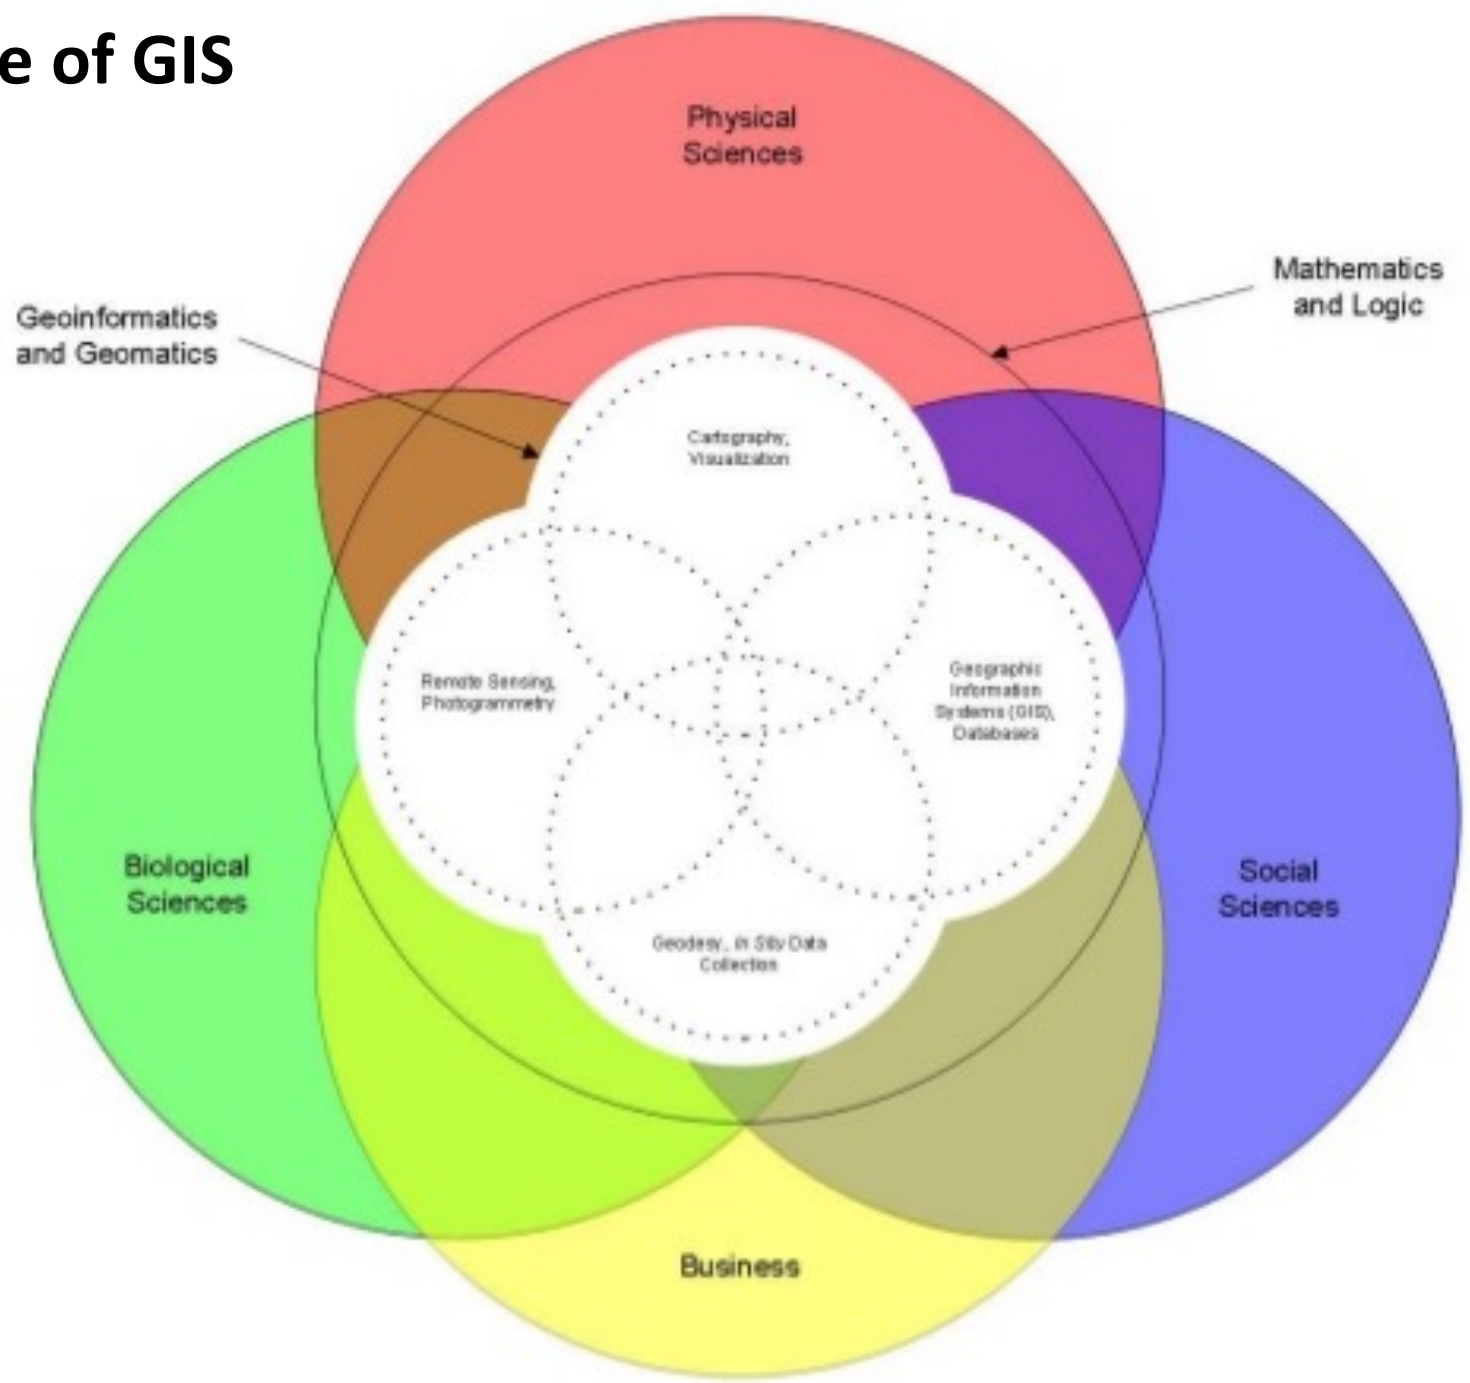 e of GIS
Physical
Sciences
Mathematics
and Logic
Geoinformatics
and Geomatics
Cartography,
Visualization
Remote Sensing,
Photogrammetry
Geographic
Information
Systems (GIS),
Databases
Biological
Sciences
Social
Sciences
Geodesy, In Situ Data
Collection
Business